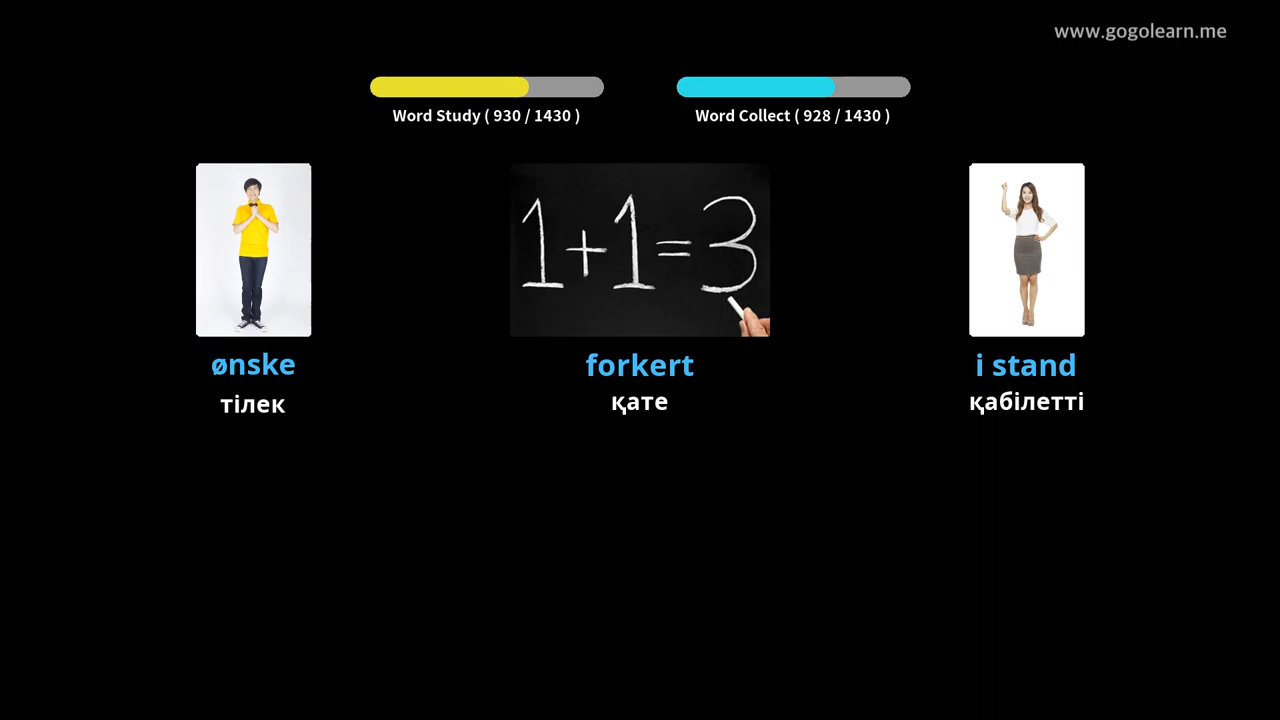 www.gogolearn.me
Word Study ( 930 / 1430 )
Word Collect ( 928 / 1430 )
1+1=3
ønske
forkert
i stand
тілек
қате
қабілетті